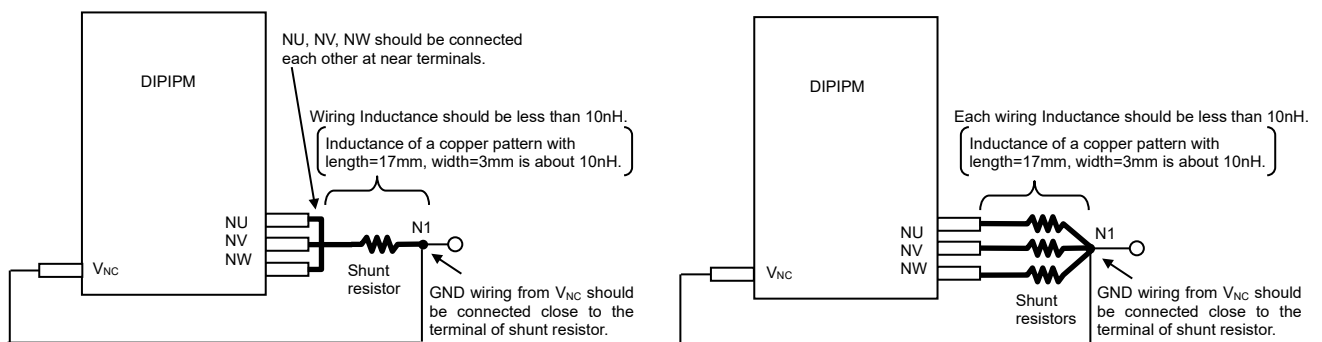 NU, NV, NW should be connected
each other at near terminals.
DIPIPM
Wiring Inductance should be less than 10nH.
Inductance of a copper pattern with
length=17mm, width=3mm is about 10nH.
NU
NV
NW
N1
VNC
Shunt
resistor
GND wiring from VNC should
be connected close to the
terminal of shunt resistor.
DIPIPM
Each wiring Inductance should be less than 10nH.
Inductance of a copper pattern with
length=17mm, width=3mm is about 10nH.
NU
NV
NW
N1
VNC
Shunt
resistors
GND wiring from VNC should
be connected close to the
terminal of shunt resistor.